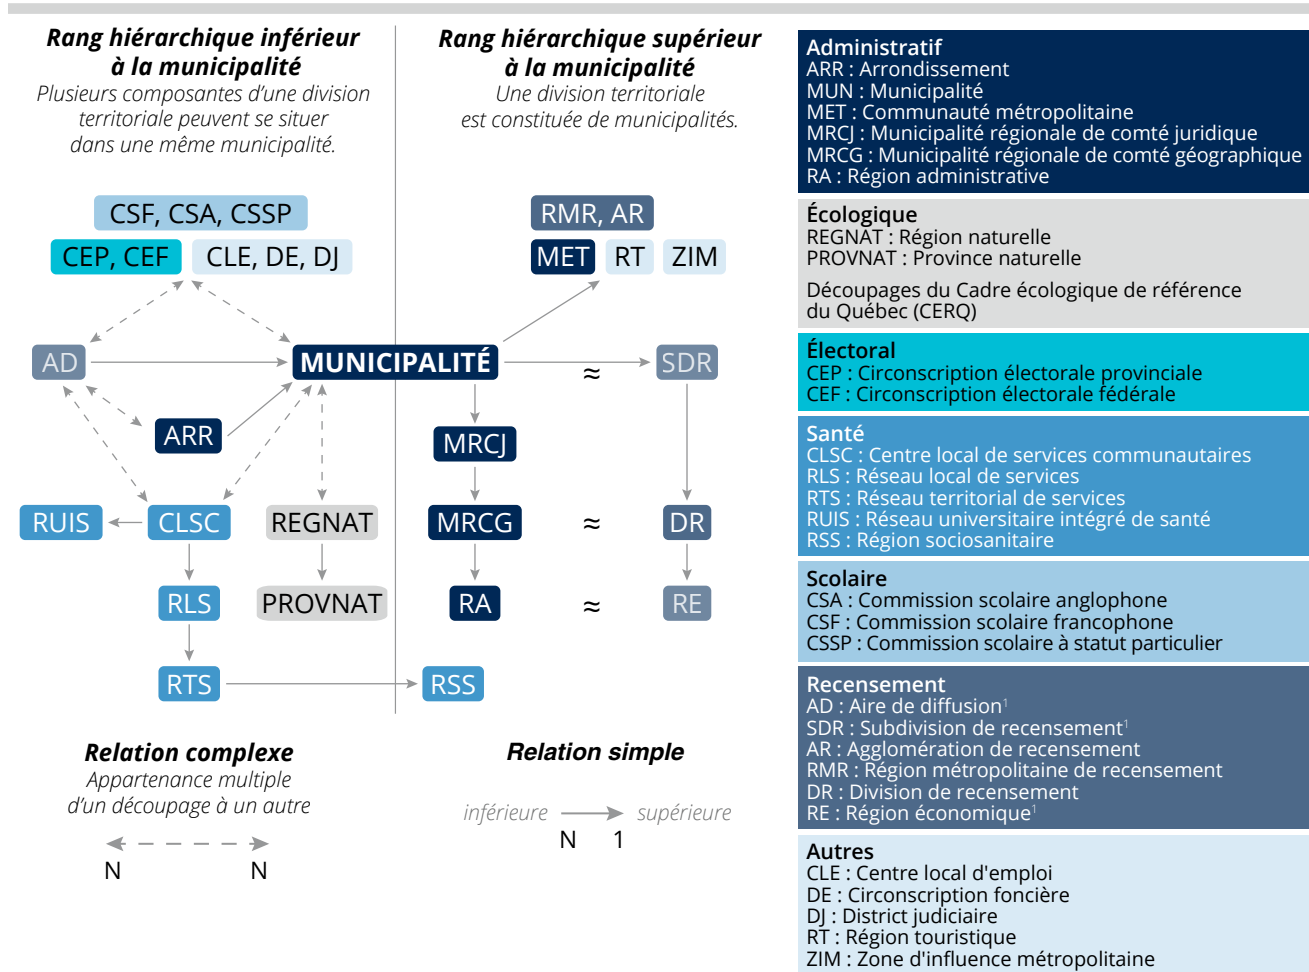 Rang hiérarchique inférieur
à la municipalité
Plusieurs composantes d’une division
territoriale peuvent se situer
dans une même municipalité.
Rang hiérarchique supérieur
à la municipalité
Une division territoriale
est constituée de municipalités.
CSF, CSA, CSSP
CEP, CEF
CLE, DE, DJ
RMR, AR
MET
RT
ZIM
AD
MUNICIPALITÉ
≈
SDR
ARR
MRCJ
RUIS
CLSC
REGNAT
MRCG
≈
DR
RLS
PROVNAT
RA
≈
RE
RTS
RSS
Relation complexe
Appartenance multiple
d’un découpage à un autre
N
N
Relation simple
inférieure
supérieure
N
1
Administratif
ARR : Arrondissement
MUN : Municipalité
MET : Communauté métropolitaine
MRCJ : Municipalité régionale de comté juridique
MRCG : Municipalité régionale de comté géographique
RA : Région administrative
Écologique
REGNAT : Région naturelle
PROVNAT : Province naturelle
Découpages du Cadre écologique de référence
du Québec (CERQ)
Électoral
CEP : Circonscription électorale provinciale
CEF : Circonscription électorale fédérale
Santé
CLSC : Centre local de services communautaires
RLS : Réseau local de services
RTS : Réseau territorial de services
RUIS : Réseau universitaire intégré de santé
RSS : Région sociosanitaire
Scolaire
CSA : Commission scolaire anglophone
CSF : Commission scolaire francophone
CSSP : Commission scolaire à statut particulier
Recensement
AD : Aire de diffusion¹
SDR : Subdivision de recensement¹
AR : Agglomération de recensement
RMR : Région métropolitaine de recensement
DR : Division de recensement
RE : Région économique¹
Autres
CLE : Centre local d'emploi
DE : Circonscription foncière
DJ : District judiciaire
RT : Région touristique
ZIM : Zone d'influence métropolitaine